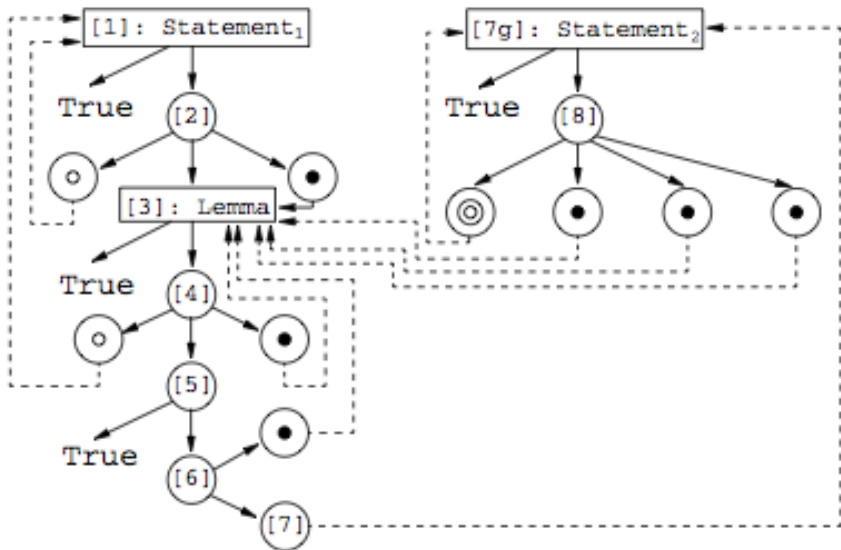 [1]: Statement₁
[7g]: Statement₂
True
[2]
True
[8]
[3]: Lemma
True
[4]
[5]
True
[6]
[7]